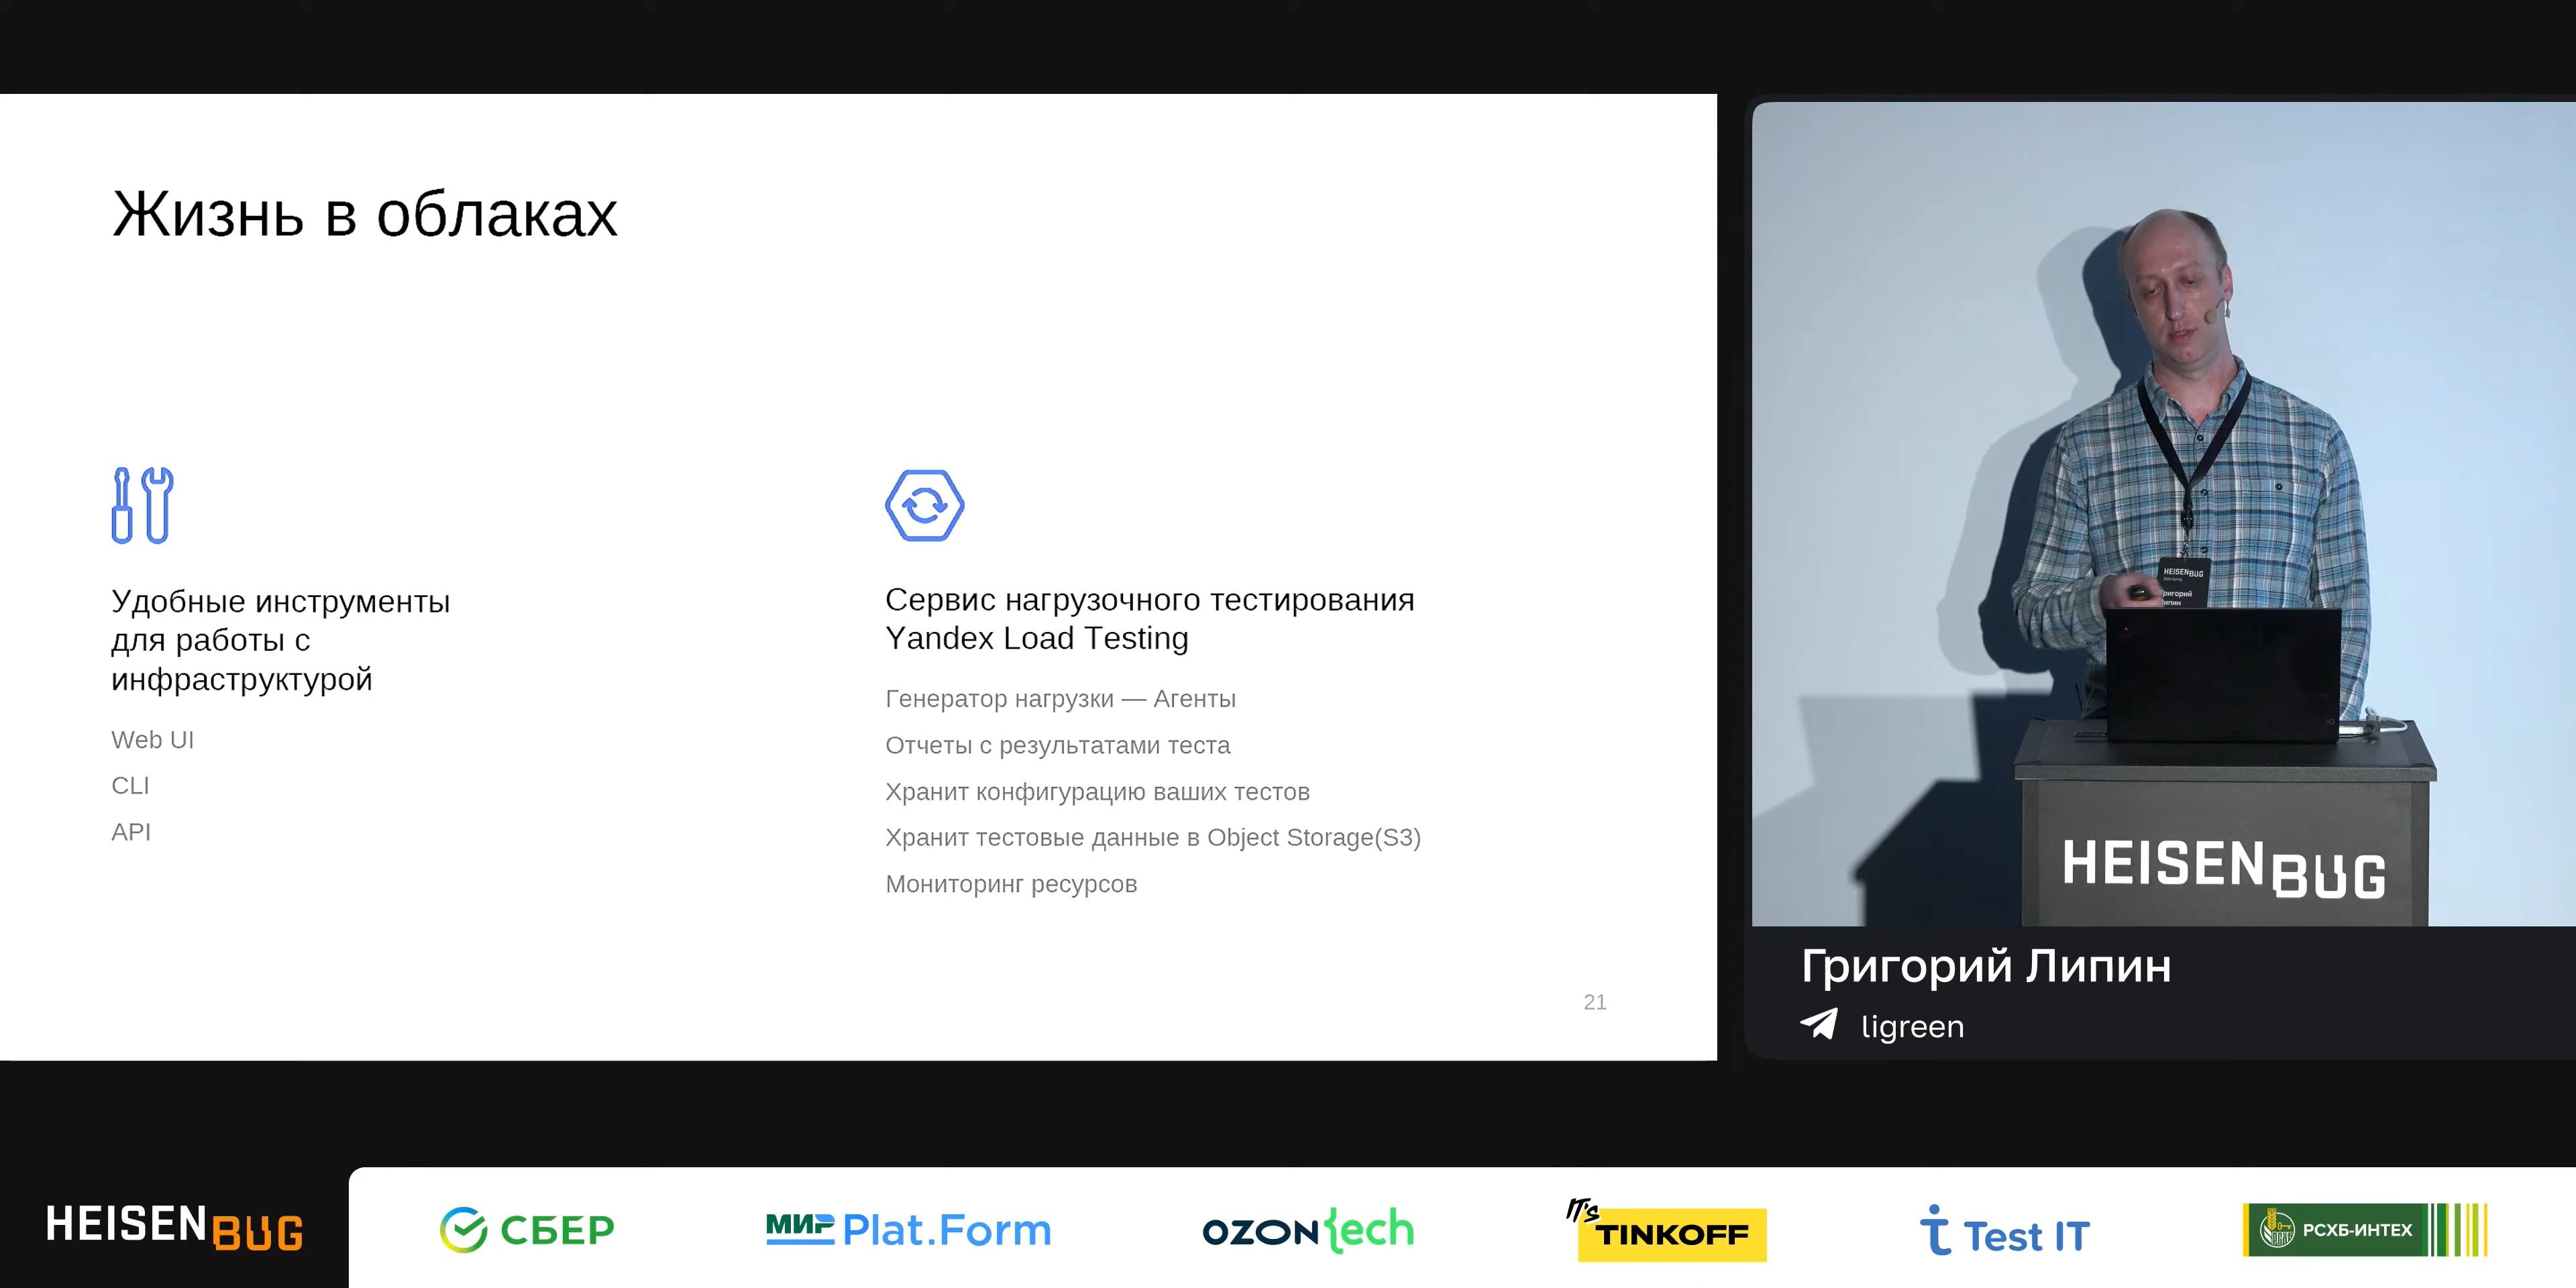 Жизнь в облаках
Удобные инструменты
для работы с
инфраструктурой
Web UI
CLI
API
Сервис нагрузочного тестирования
Yandex Load Testing
Генератор нагрузки — Агенты
Отчеты с результатами теста
Хранит конфигурацию ваших тестов
Хранит тестовые данные в Object Storage(S3)
Мониторинг ресурсов
21
HEISENBUG
HEISENBUG
Григорий Липин
ligreen
HEISENBUG
СБЕР
МИР Plat.Form
OZON tech
IT's TINKOFF
Test IT
РСХБ-ИНТЕХ